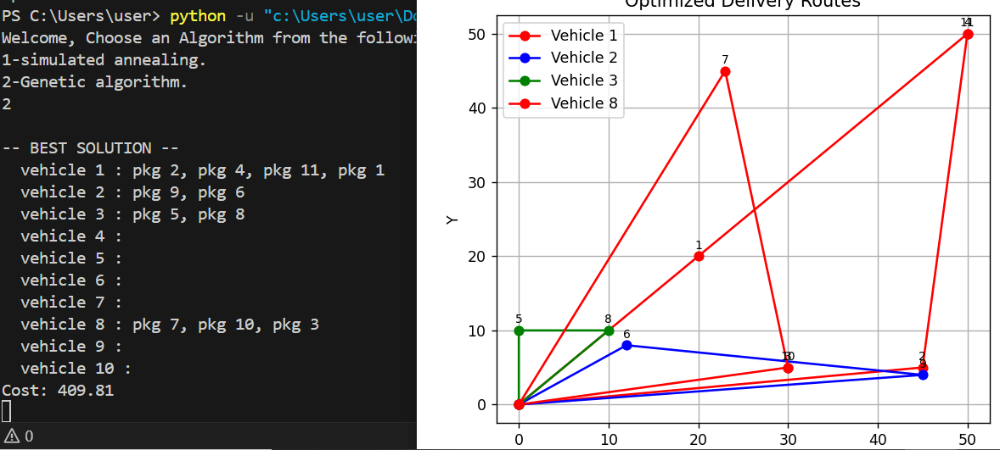 PS C:\Users\user> python -u "c:\Users\user\Do
Welcome, Choose an Algorithm from the followi
1-simulated annealing.
2-Genetic algorithm.
2
-- BEST SOLUTION --
vehicle 1 : pkg 2, pkg 4, pkg 11, pkg 1
vehicle 2 : pkg 9, pkg 6
vehicle 3 : pkg 5, pkg 8
vehicle 4 :
vehicle 5 :
vehicle 6 :
vehicle 7 :
vehicle 8 : pkg 7, pkg 10, pkg 3
vehicle 9 :
vehicle 10 :
Cost: 409.81
0
Optimized Delivery Routes
Vehicle 1
Vehicle 2
Vehicle 3
Vehicle 8
50
40
30
20
10
0
Y
7
1
5
8
6
2
0
10
20
30
40
50